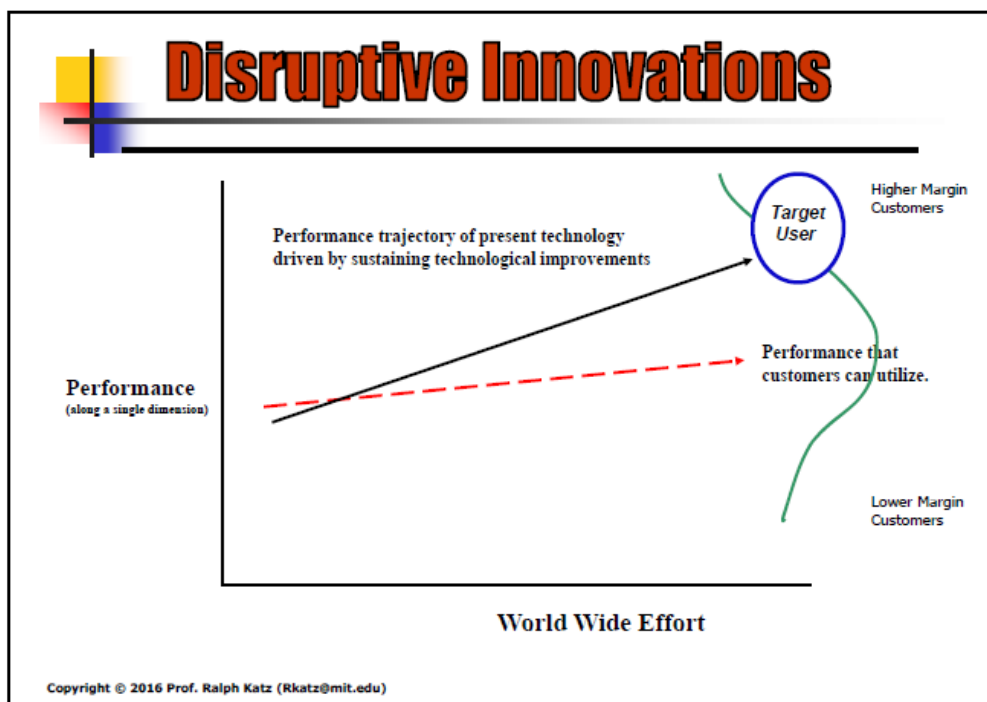 Disruptive Innovations
Higher Margin
Customers
Target
User
Performance trajectory of present technology
driven by sustaining technological improvements
Performance that
customers can utilize.
Performance
(along a single dimension)
Lower Margin
Customers
World Wide Effort
Copyright © 2016 Prof. Ralph Katz (Rkatz@mit.edu)